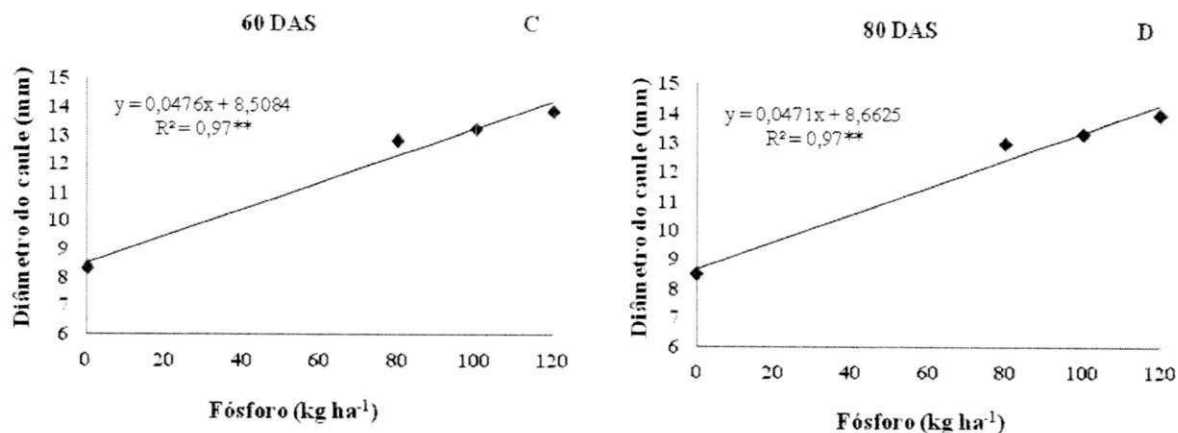 60 DAS
C
Diâmetro do caule (mm)
15
14
13
12
11
10
9
8
7
6
y = 0,0476x + 8,5084
R² = 0,97**
0 20 40 60 80 100 120
Fósforo (kg ha⁻¹)
80 DAS
D
Diâmetro do caule (mm)
15
14
13
12
11
10
9
8
7
6
y = 0,0471x + 8,6625
R² = 0,97**
0 20 40 60 80 100 120
Fósforo (kg ha⁻¹)